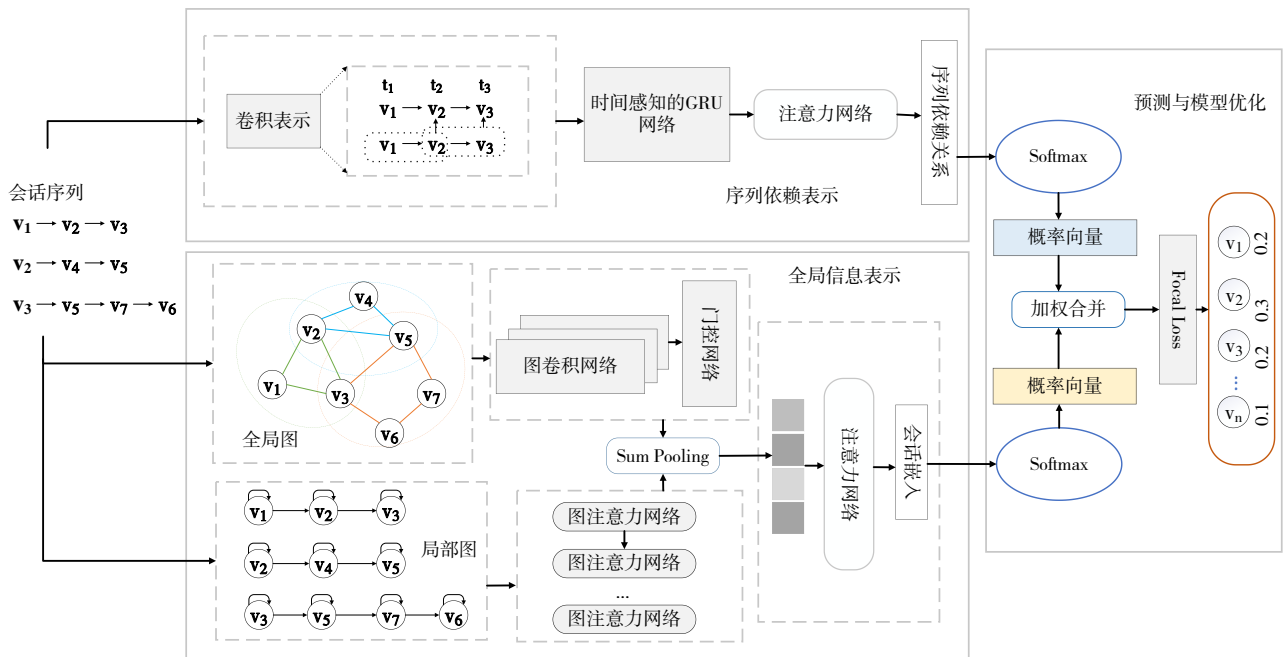 会话序列
v1 → v2 → v3
v2 → v4 → v5
v3 → v5 → v7 → v6
卷积表示
t1 t2 t3
v1 → v2 → v3
v1 → v2 → v3
时间感知的GRU
网络
注意力网络
序列依赖关系
序列依赖表示
全局信息表示
v4
v2
v5
v1
v3
v7
v6
全局图
图卷积网络
门控网络
Sum Pooling
v1 v2 v3
局部图
v2 v4 v5
v3 v5 v7 v6
图注意力网络
图注意力网络
...
图注意力网络
注意力网络
会话嵌入
预测与模型优化
Softmax
概率向量
加权合并
概率向量
Softmax
Focal Loss
v1 0.2
v2 0.3
v3 0.2
...
vn 0.1